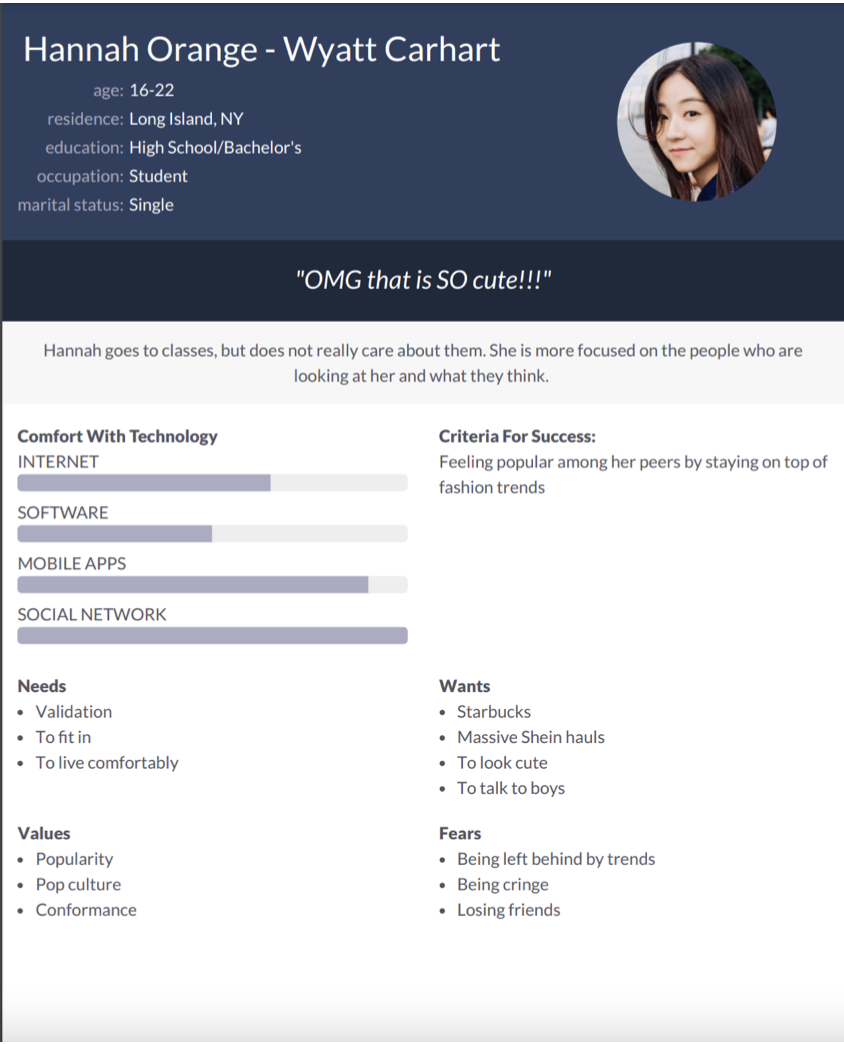 Hannah Orange - Wyatt Carhart
age: 16-22
residence: Long Island, NY
education: High School/Bachelor's
occupation: Student
marital status: Single
"OMG that is SO cute!!!"
Hannah goes to classes, but does not really care about them. She is more focused on the people who are
looking at her and what they think.
Comfort With Technology
INTERNET
SOFTWARE
MOBILE APPS
SOCIAL NETWORK
Criteria For Success:
Feeling popular among her peers by staying on top of
fashion trends
Needs
• Validation
• To fit in
• To live comfortably
Wants
• Starbucks
• Massive Shein hauls
• To look cute
• To talk to boys
Values
• Popularity
• Pop culture
• Conformance
Fears
• Being left behind by trends
• Being cringe
• Losing friends